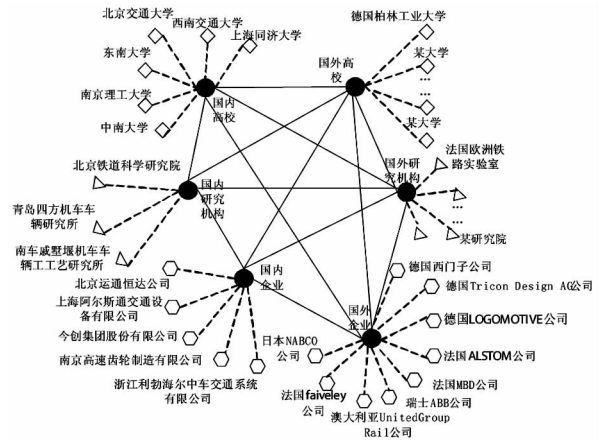 北京交通大学
西南交通大学
上海同济大学
东南大学
南京理工大学
中南大学
国内
高校
国外高
校
德国柏林工业大学
某大学
……
某大学
北京铁道科学研究院
青岛四方机车车
辆研究所
南车戚墅堰机车车
辆工工艺研究所
国内
研究
机构
国外研
究机构
法国欧洲铁
路实验室
……
某研究院
国内
企业
北京运通恒达公司
上海阿尔斯通交通设
备有限公司
今创集团股份有限公司
南京高速齿轮制造有限公司
浙江利勃海尔中车交通系统
有限公司
国外
企业
德国西门子公司
德国Tricon Design AG公司
德国LOGOMOTIVE公司
法国ALSTOM公司
法国MBD公司
瑞士ABB公司
澳大利亚UnitedGroup
Rail公司
法国faiveley
公司
日本NABCO
公司